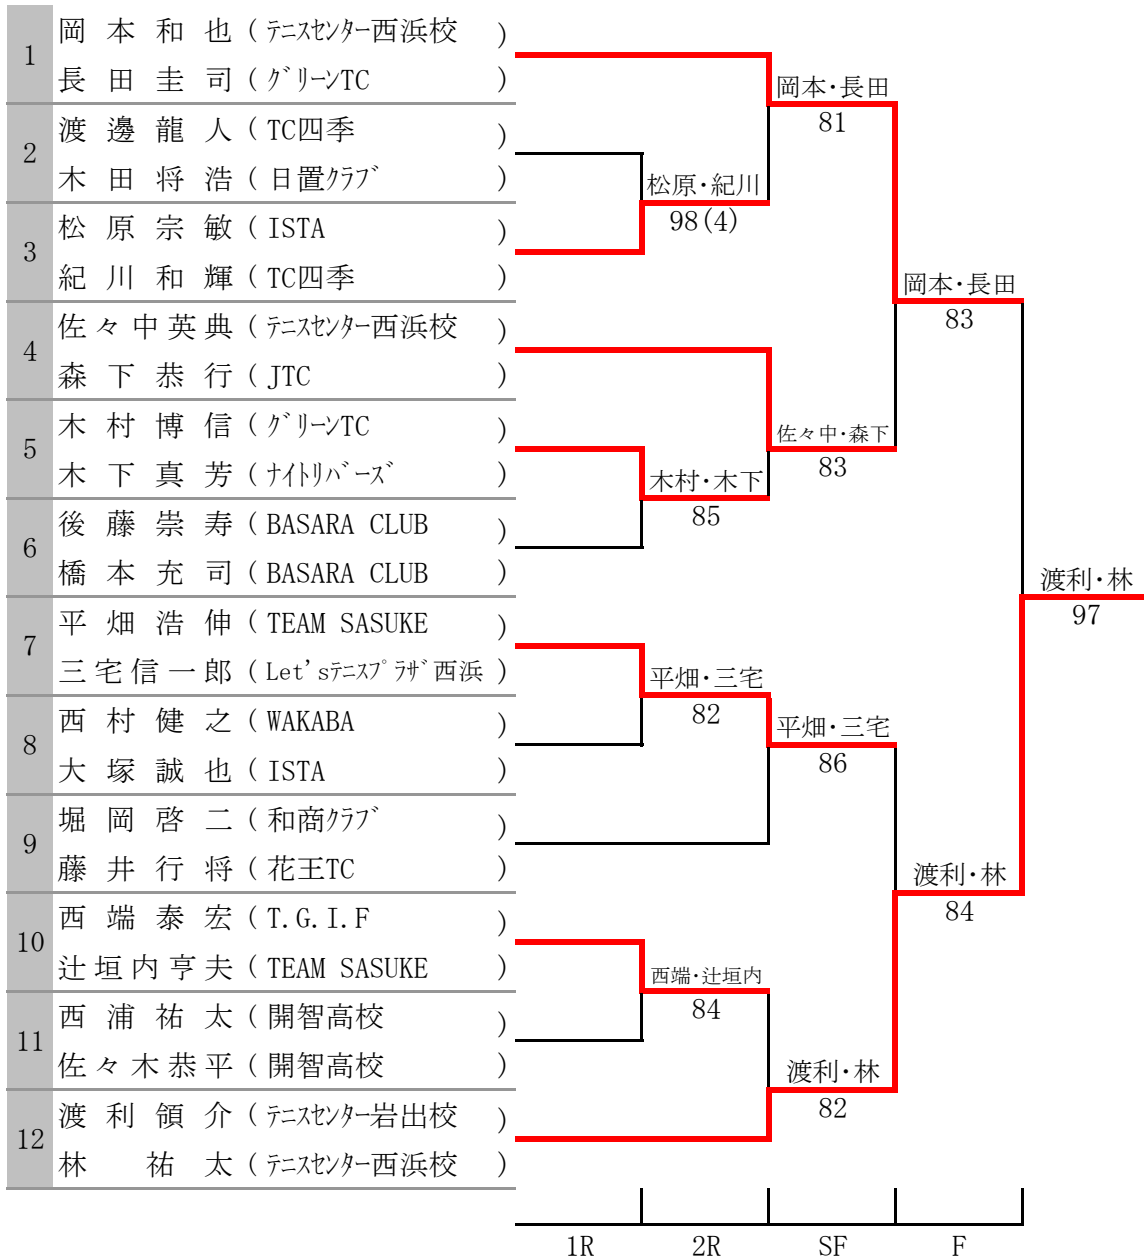 1
岡本和也(テニスセンター西浜校)
長田圭司(グリーンTC)
2
渡邊龍人(TC四季)
木田将浩(日置クラブ)
3
松原宗敏(ISTA)
紀川和輝(TC四季)
4
佐々中英典(テニスセンター西浜校)
森下恭行(JTC)
5
木村博信(グリーンTC)
木下真芳(ナイトリバーズ)
6
後藤崇寿(BASARA CLUB)
橋本充司(BASARA CLUB)
7
平畑浩伸(TEAM SASUKE)
三宅信一郎(Let'sテニスプラザ西浜)
8
西村健之(WAKABA)
大塚誠也(ISTA)
9
堀岡啓二(和商クラブ)
藤井行将(花王TC)
10
西端泰宏(T.G.I.F)
辻垣内亨夫(TEAM SASUKE)
11
西浦祐太(開智高校)
佐々木恭平(開智高校)
12
渡利領介(テニスセンター岩出校)
林祐太(テニスセンター西浜校)
松原・紀川
98(4)
木村・木下
85
平畑・三宅
82
西端・辻垣内
84
岡本・長田
81
佐々中・森下
83
平畑・三宅
86
渡利・林
82
岡本・長田
83
渡利・林
84
渡利・林
97
1R 2R SF F